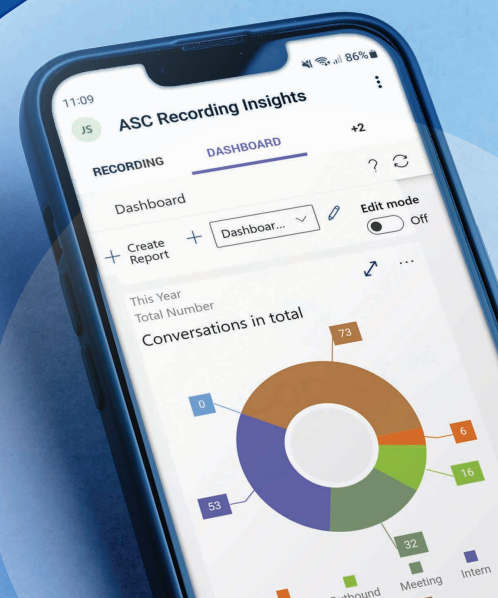 11:09
86%
JS
ASC Recording Insights
RECORDING
DASHBOARD
+2
Dashboard
?
+ Create
Report
+
Dashboar...
Edit mode
Off
This Year
Total Number
Conversations in total
73
0
6
16
53
32
Meeting
Intern